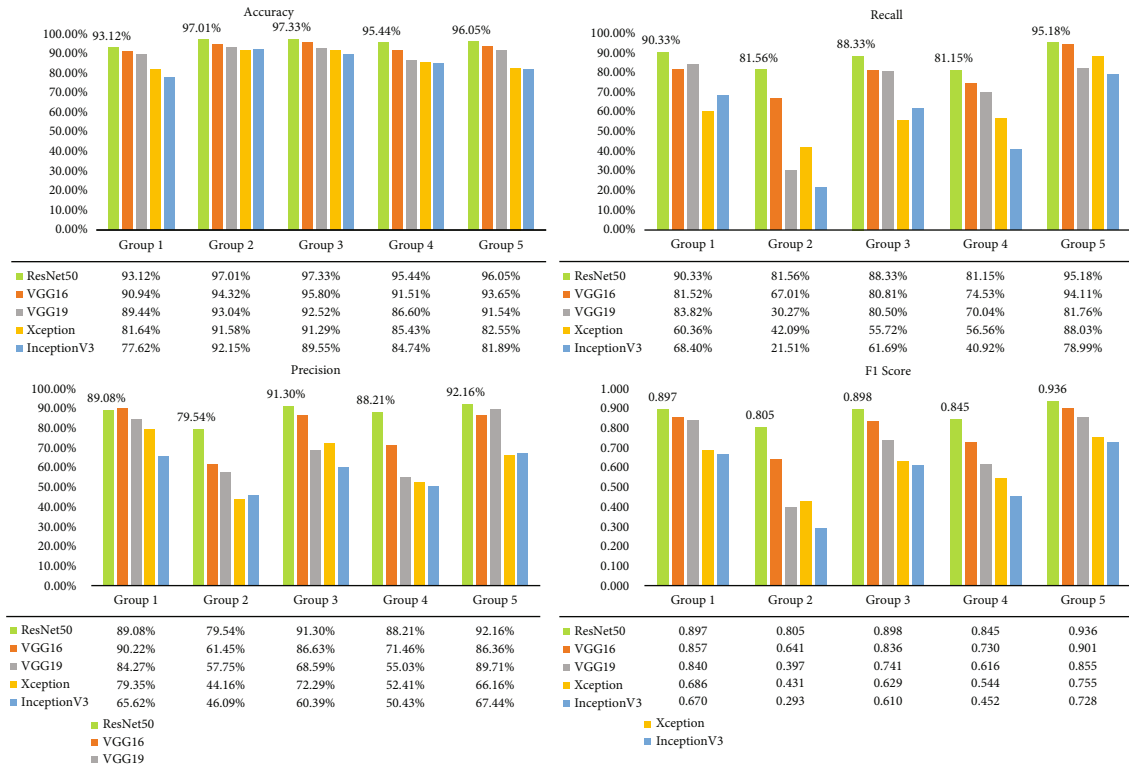 Accuracy
93.12% 97.01% 97.33% 95.44% 96.05%
100.00%
90.00%
80.00%
70.00%
60.00%
50.00%
40.00%
30.00%
20.00%
10.00%
0.00%
Group 1 Group 2 Group 3 Group 4 Group 5
ResNet50 93.12% 97.01% 97.33% 95.44% 96.05%
VGG16 90.94% 94.32% 95.80% 91.51% 93.65%
VGG19 89.44% 93.04% 92.52% 86.60% 91.54%
Xception 81.64% 91.58% 91.29% 85.43% 82.55%
InceptionV3 77.62% 92.15% 89.55% 84.74% 81.89%
Recall
90.33% 81.56% 88.33% 81.15% 95.18%
100.00%
90.00%
80.00%
70.00%
60.00%
50.00%
40.00%
30.00%
20.00%
10.00%
0.00%
Group 1 Group 2 Group 3 Group 4 Group 5
ResNet50 90.33% 81.56% 88.33% 81.15% 95.18%
VGG16 81.52% 67.01% 80.81% 74.53% 94.11%
VGG19 83.82% 30.27% 80.50% 70.04% 81.76%
Xception 60.36% 42.09% 55.72% 56.56% 88.03%
InceptionV3 68.40% 21.51% 61.69% 40.92% 78.99%
Precision
89.08% 79.54% 91.30% 88.21% 92.16%
100.00%
90.00%
80.00%
70.00%
60.00%
50.00%
40.00%
30.00%
20.00%
10.00%
0.00%
Group 1 Group 2 Group 3 Group 4 Group 5
ResNet50 89.08% 79.54% 91.30% 88.21% 92.16%
VGG16 90.22% 61.45% 86.63% 71.46% 86.36%
VGG19 84.27% 57.75% 68.59% 55.03% 89.71%
Xception 79.35% 44.16% 72.29% 52.41% 66.16%
InceptionV3 65.62% 46.09% 60.39% 50.43% 67.44%
ResNet50
VGG16
VGG19
F1 Score
0.897 0.805 0.898 0.845 0.936
1.000
0.900
0.800
0.700
0.600
0.500
0.400
0.300
0.200
0.100
0.000
Group 1 Group 2 Group 3 Group 4 Group 5
ResNet50 0.897 0.805 0.898 0.845 0.936
VGG16 0.857 0.641 0.836 0.730 0.901
VGG19 0.840 0.397 0.741 0.616 0.855
Xception 0.686 0.431 0.629 0.544 0.755
InceptionV3 0.670 0.293 0.610 0.452 0.728
Xception
InceptionV3